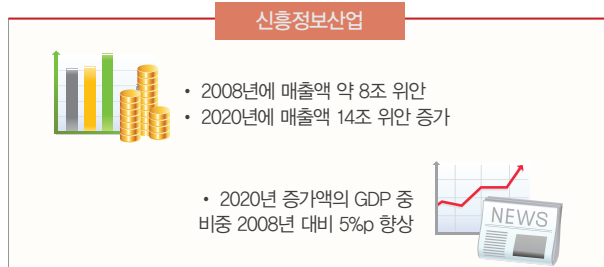 신흥정보산업
• 2008년에 매출액 약 8조 위안
• 2020년에 매출액 14조 위안 증가
• 2020년 증가액의 GDP 중
비중 2008년 대비 5%p 향상
NEWS